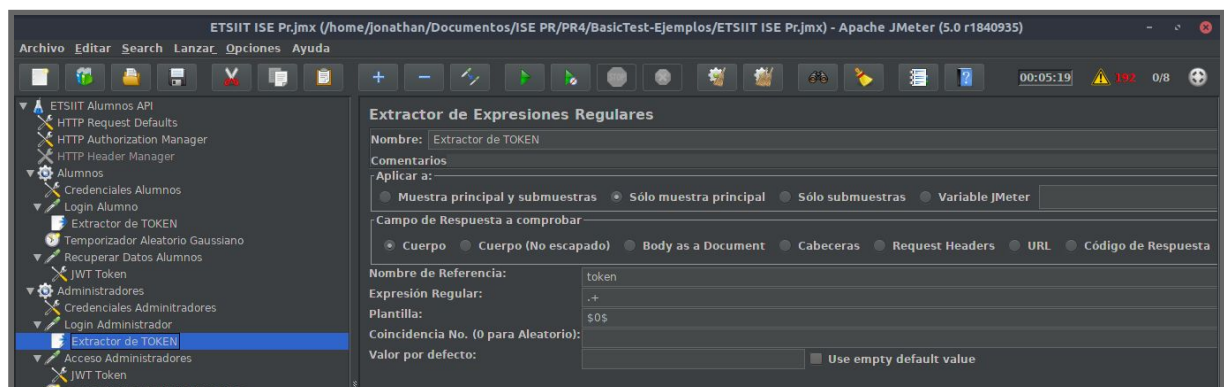 ETSIIT ISE Pr.jmx (/home/jonathan/Documentos/ISE PR/PR4/BasicTest-Ejemplos/ETSIIT ISE Pr.jmx) - Apache JMeter (5.0 r1840935)
Archivo Editar Search Lanzar Opciones Ayuda
00:05:19 192 0/8
ETSIIT Alumnos API
HTTP Request Defaults
HTTP Authorization Manager
HTTP Header Manager
Alumnos
Credenciales Alumnos
Login Alumno
Extractor de TOKEN
Temporizador Aleatorio Gaussiano
Recuperar Datos Alumnos
JWT Token
Administradores
Credenciales Adminitradores
Login Administrador
Extractor de TOKEN
Acceso Administradores
JWT Token
Extractor de Expresiones Regulares
Nombre: Extractor de TOKEN
Comentarios
Aplicar a:
Muestra principal y submuestras Sólo muestra principal Sólo submuestras Variable JMeter
Campo de Respuesta a comprobar
Cuerpo Cuerpo (No escapado) Body as a Document Cabeceras Request Headers URL Código de Respuesta
Nombre de Referencia: token
Expresión Regular: .+
Plantilla: $0$
Coincidencia No. (0 para Aleatorio):
Valor por defecto: Use empty default value